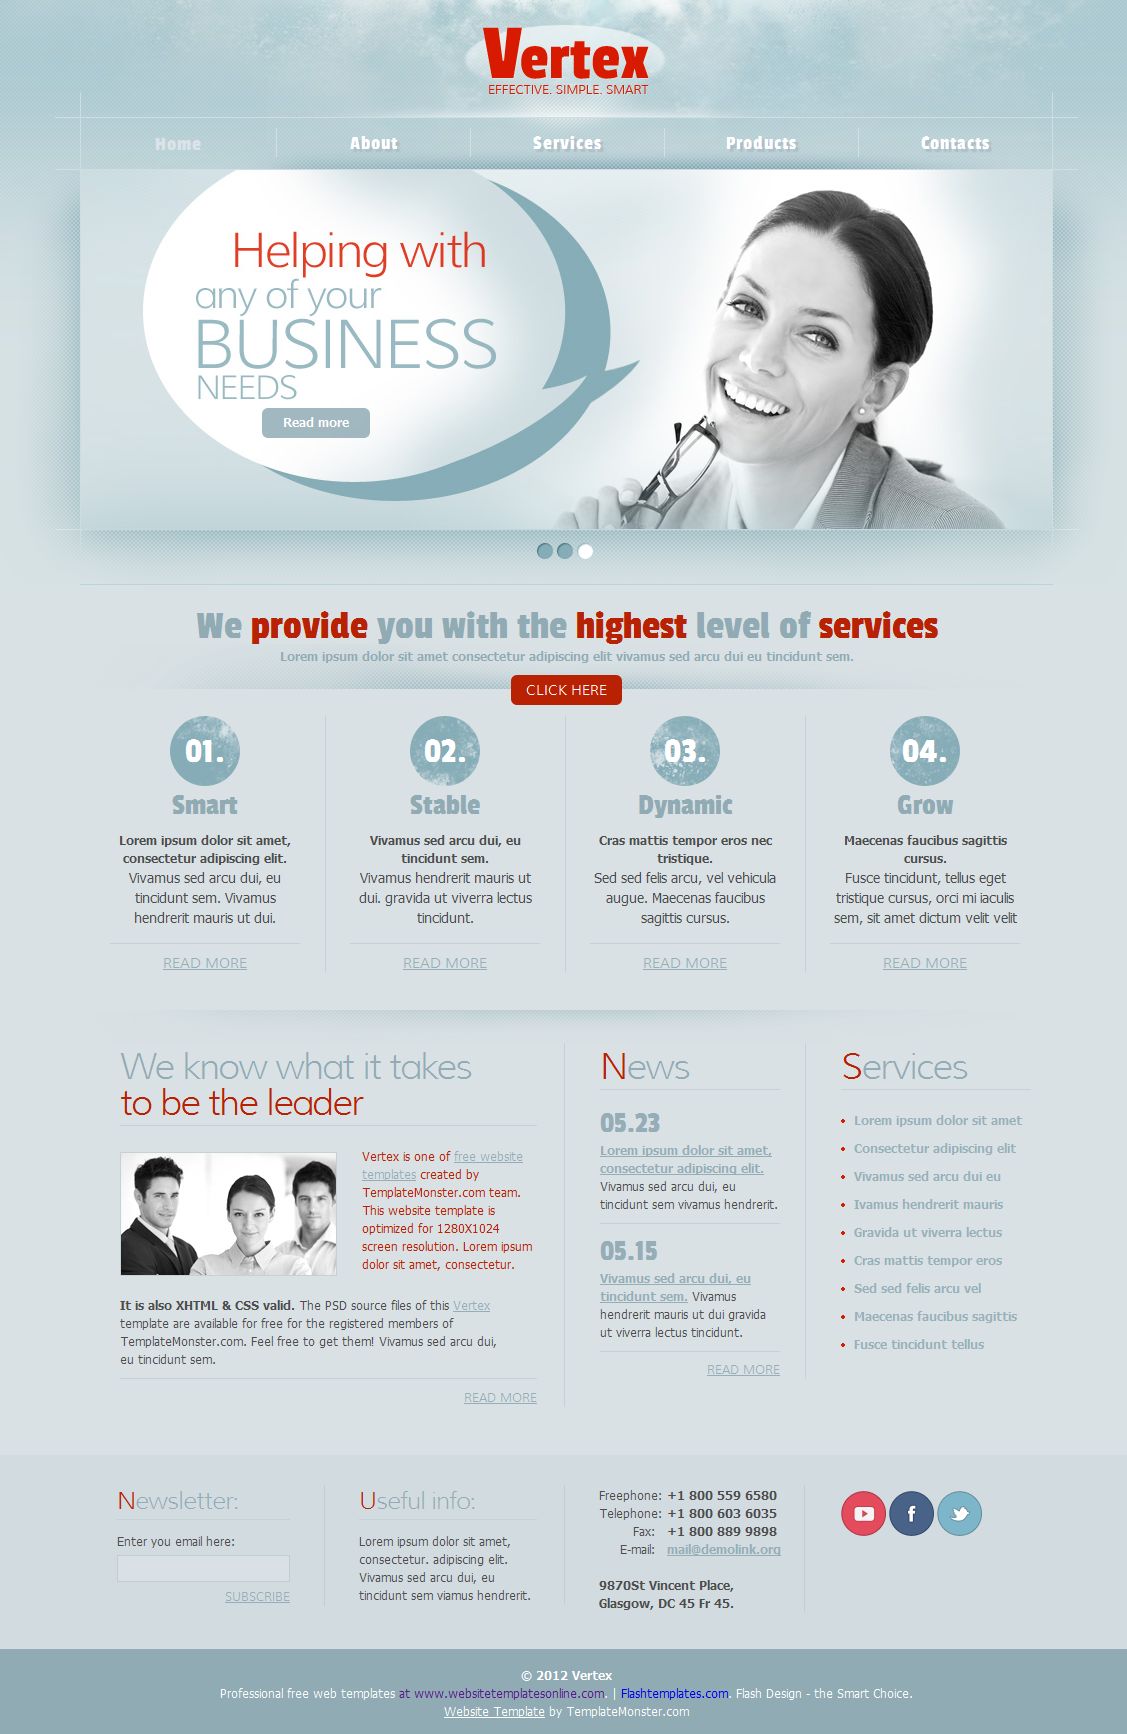 Vertex
EFFECTIVE. SIMPLE. SMART
Home
About
Services
Products
Contacts
Helping with
any of your
BUSINESS
NEEDS
Read more
We provide you with the highest level of services
Lorem ipsum dolor sit amet consectetur adipiscing elit vivamus sed arcu dui eu tincidunt sem.
CLICK HERE
01.
Smart
Lorem ipsum dolor sit amet,
consectetur adipiscing elit.
Vivamus sed arcu dui, eu
tincidunt sem. Vivamus
hendrerit mauris ut dui.
READ MORE
02.
Stable
Vivamus sed arcu dui, eu
tincidunt sem.
Vivamus hendrerit mauris ut
dui. gravida ut viverra lectus
tincidunt.
READ MORE
03.
Dynamic
Cras mattis tempor eros nec
tristique.
Sed sed felis arcu, vel vehicula
augue. Maecenas faucibus
sagittis cursus.
READ MORE
04.
Grow
Maecenas faucibus sagittis
cursus.
Fusce tincidunt, tellus eget
tristique cursus, orci mi iaculis
sem, sit amet dictum velit velit
READ MORE
We know what it takes
to be the leader
Vertex is one of free website
templates created by
TemplateMonster.com team.
This website template is
optimized for 1280X1024
screen resolution. Lorem ipsum
dolor sit amet, consectetur.
It is also XHTML & CSS valid. The PSD source files of this Vertex
template are available for free for the registered members of
TemplateMonster.com. Feel free to get them! Vivamus sed arcu dui,
eu tincidunt sem.
READ MORE
News
05.23
Lorem ipsum dolor sit amet,
consectetur adipiscing elit.
Vivamus sed arcu dui, eu
tincidunt sem vivamus hendrerit.
05.15
Vivamus sed arcu dui, eu
tincidunt sem. Vivamus
hendrerit mauris ut dui gravida
ut viverra lectus tincidunt.
READ MORE
Services
Lorem ipsum dolor sit amet
Consectetur adipiscing elit
Vivamus sed arcu dui eu
Ivamus hendrerit mauris
Gravida ut viverra lectus
Cras mattis tempor eros
Sed sed felis arcu vel
Maecenas faucibus sagittis
Fusce tincidunt tellus
Newsletter:
Enter you email here:
SUBSCRIBE
Useful info:
Lorem ipsum dolor sit amet,
consectetur. adipiscing elit.
Vivamus sed arcu dui, eu
tincidunt sem viamus hendrerit.
Freephone: +1 800 559 6580
Telephone: +1 800 603 6035
Fax: +1 800 889 9898
E-mail: mail@demolink.org
9870St Vincent Place,
Glasgow, DC 45 Fr 45.
f
© 2012 Vertex
Professional free web templates at www.websitetemplatesonline.com. | Flashtemplates.com. Flash Design - the Smart Choice.
Website Template by TemplateMonster.com